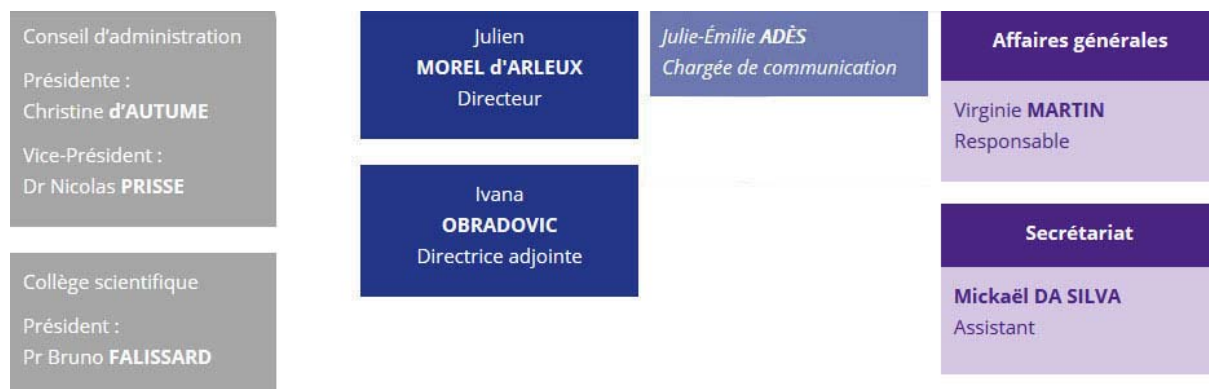 Conseil d'administration
Présidente :
Christine d'AUTUME
Vice-Président :
Dr Nicolas PRISSE
Collège scientifique
Président :
Pr Bruno FALISSARD
Julien
MOREL d'ARLEUX
Directeur
Ivana
OBRADOVIC
Directrice adjointe
Julie-Émilie ADÈS
Chargée de communication
Affaires générales
Virginie MARTIN
Responsable
Secrétariat
Mickaël DA SILVA
Assistant